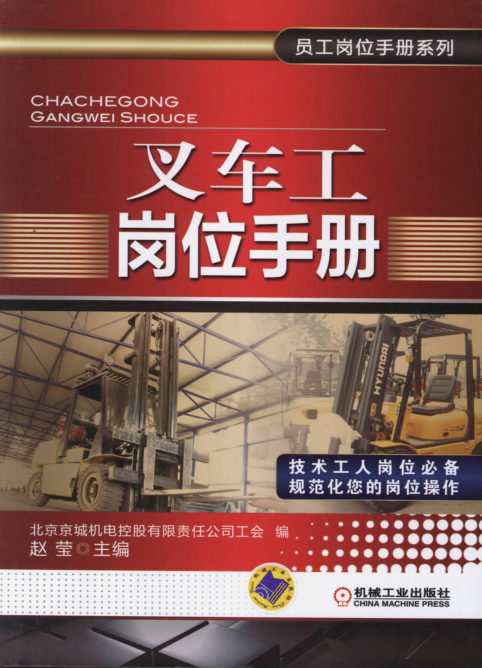 员工岗位手册系列
CHACHEGONG
GANGWEI SHOUCE
叉车工
岗位手册
HYUNDAI
技术工人岗位必备
规范化您的岗位操作
北京京城机电控股有限责任公司工会 编
赵 莹 ◎ 主编
机械工业出版社
CHINA MACHINE PRESS